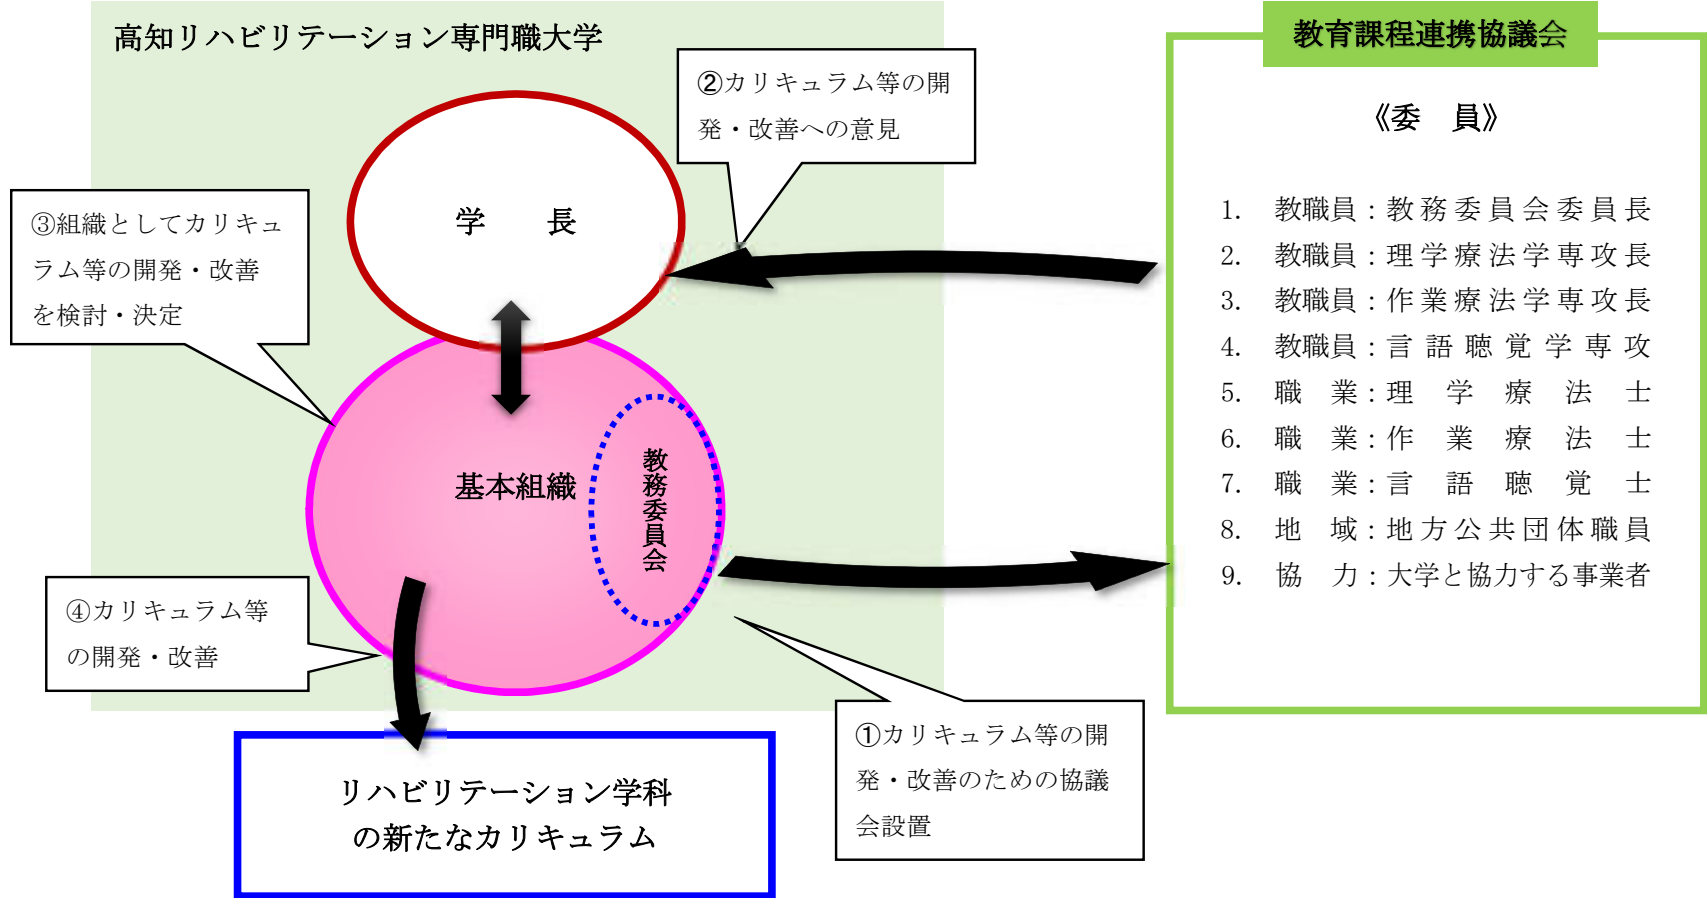 高知リハビリテーション専門職大学
教育課程連携協議会
②カリキュラム等の開
発・改善への意見
《委　員》
学　長
③組織としてカリキュ
ラム等の開発・改善
を検討・決定
1.　教職員：教務委員会委員長
2.　教職員：理学療法学専攻長
3.　教職員：作業療法学専攻長
4.　教職員：言語聴覚学専攻
5.　職　業：理学療法士
6.　職　業：作業療法士
7.　職　業：言語聴覚士
8.　地　域：地方公共団体職員
9.　協　力：大学と協力する事業者
基本組織
教務委員会
④カリキュラム等
の開発・改善
①カリキュラム等の開
発・改善のための協議
会設置
リハビリテーション学科
の新たなカリキュラム